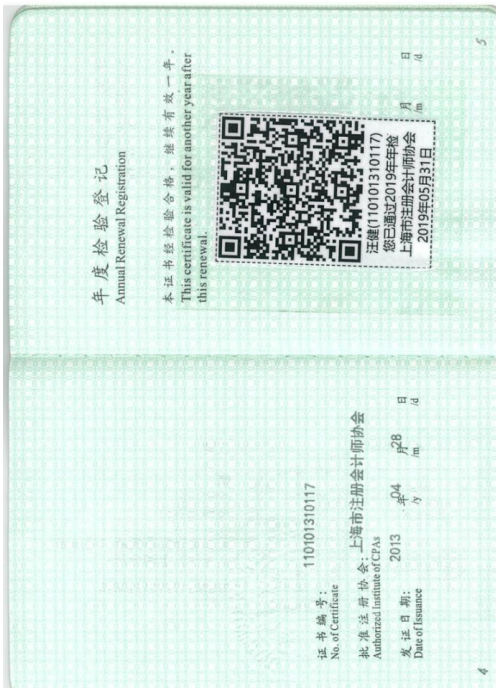 证书编号: 110101310117
No. of Certificate
批准注册协会: 上海市注册会计师协会
Authorized Institute of CPAs
发证日期: 2013 年 04 月 28 日
Date of Issuance /y /m /d
4
年度检验登记
Annual Renewal Registration
本证书经检验合格,继续有效一年.
This certificate is valid for another year after
this renewal.
汪健(110101310117)
您已通过2019年年检
上海市注册会计师协会
2019年05月31日
月 日
/m /d
5